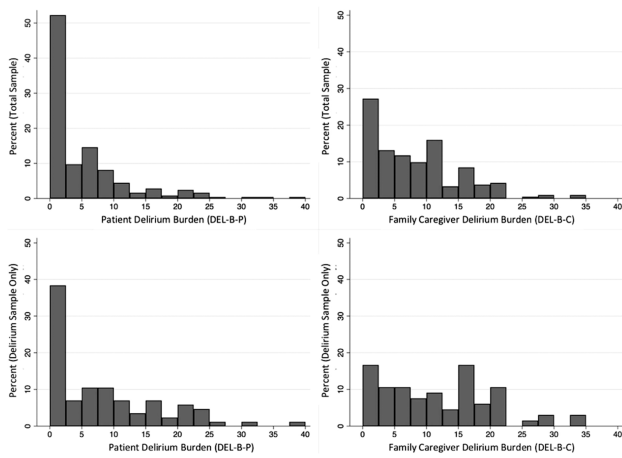 Percent (Total Sample)
50
40
30
20
10
0
0 5 10 15 20 25 30 35 40
Patient Delirium Burden (DEL-B-P)
Percent (Total Sample)
50
40
30
20
10
0
0 5 10 15 20 25 30 35 40
Family Caregiver Delirium Burden (DEL-B-C)
Percent (Delirium Sample Only)
50
40
30
20
10
0
0 5 10 15 20 25 30 35 40
Patient Delirium Burden (DEL-B-P)
Percent (Delirium Sample Only)
50
40
30
20
10
0
0 5 10 15 20 25 30 35 40
Family Caregiver Delirium Burden (DEL-B-C)